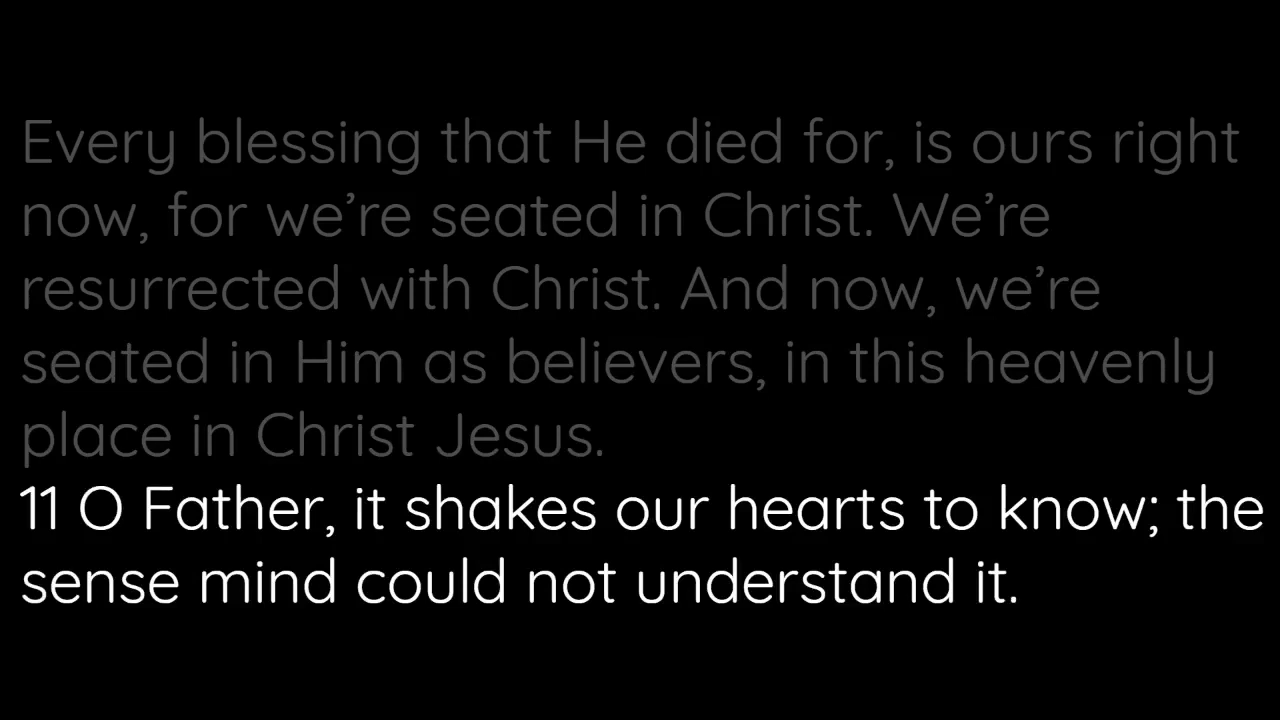 Every blessing that He died for, is ours right
now, for we’re seated in Christ. We’re
resurrected with Christ. And now, we’re
seated in Him as believers, in this heavenly
place in Christ Jesus.
11 O Father, it shakes our hearts to know; the
sense mind could not understand it.